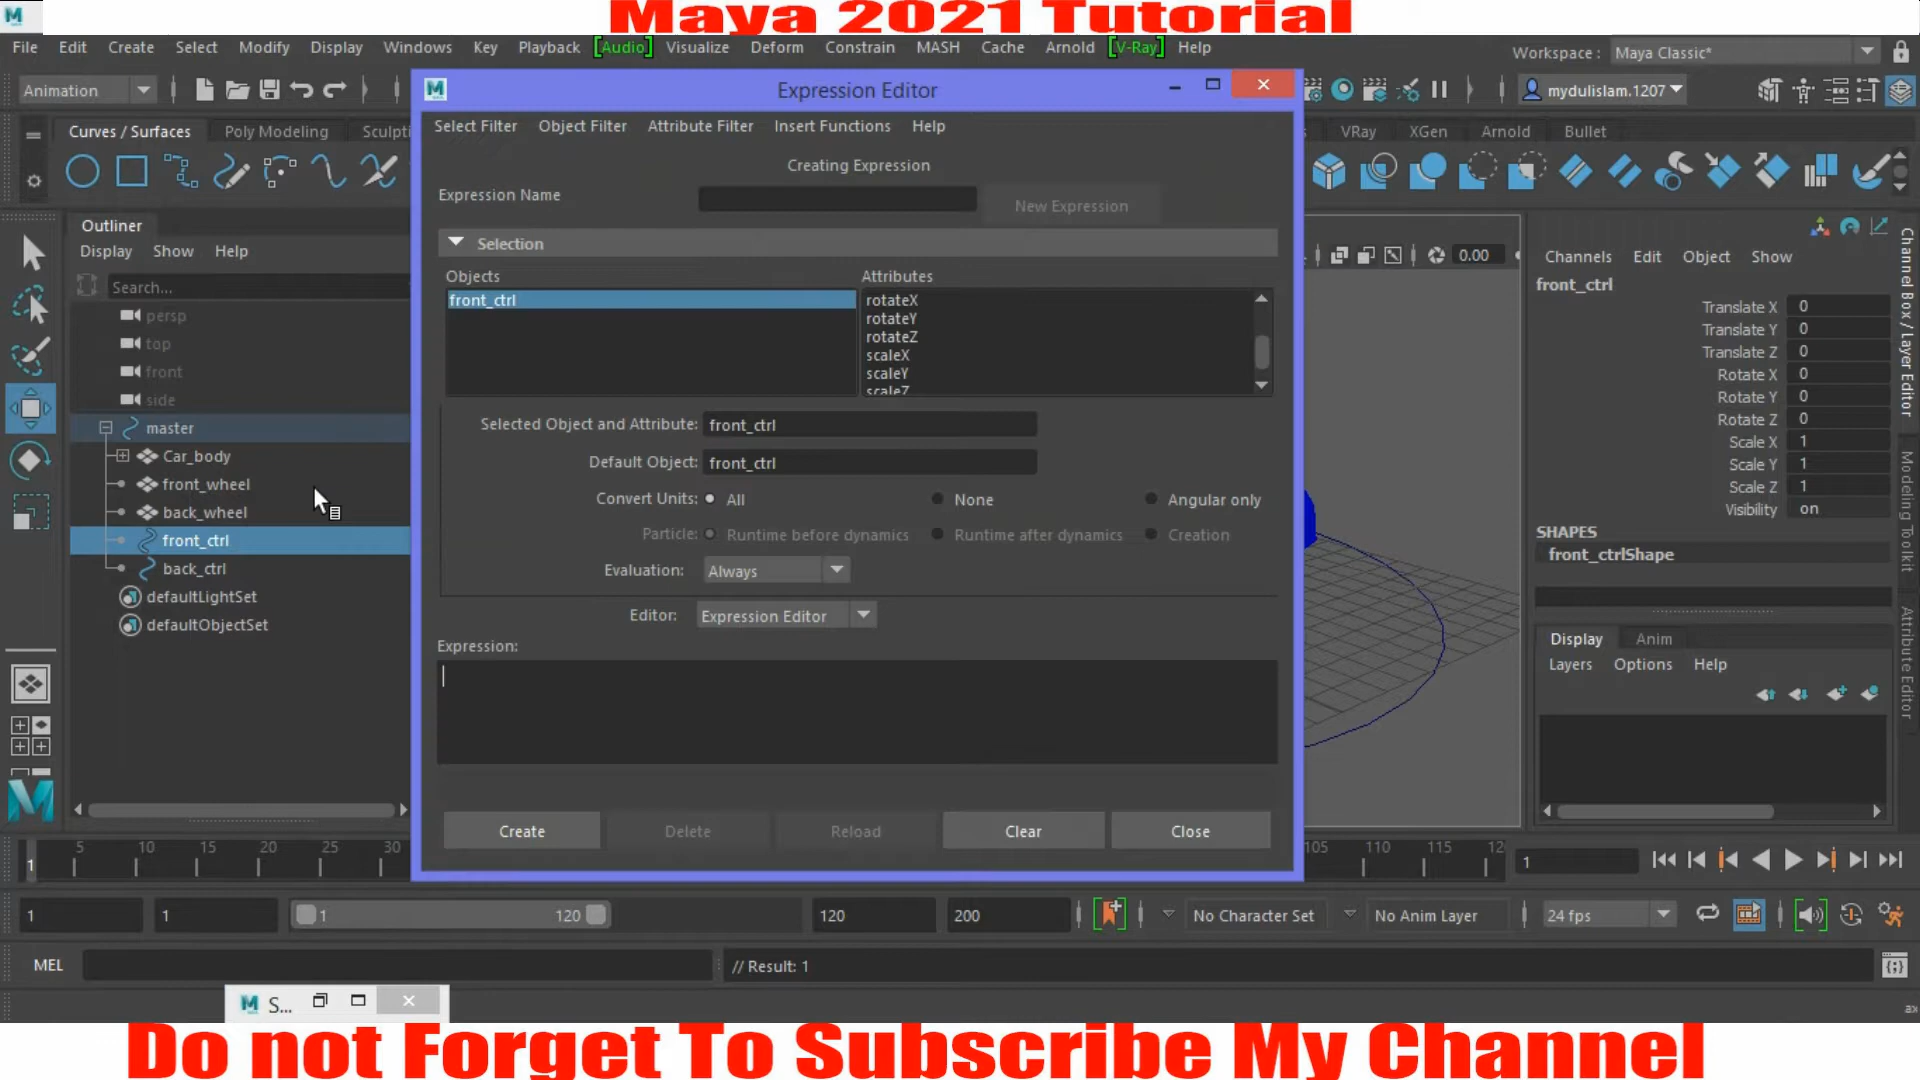 Maya 2021 Tutorial
File Edit Create Select Modify Display Windows Key Playback [Audio] Visualize Deform Constrain MASH Cache Arnold [V-Ray] Help
Workspace : Maya Classic*
Animation
Expression Editor
mydulislam.1207
Curves / Surfaces Poly Modeling Sculpti
VRay XGen Arnold Bullet
Select Filter Object Filter Attribute Filter Insert Functions Help
Creating Expression
Expression Name
New Expression
Outliner
Display Show Help
Search...
Selection
0.00
Channels Edit Object Show
Objects Attributes
front_ctrl
front_ctrl
rotateX
rotateY
rotateZ
scaleX
scaleY
scaleZ
persp
top
front
side
master
Car_body
front_wheel
back_wheel
front_ctrl
back_ctrl
defaultLightSet
defaultObjectSet
Selected Object and Attribute: front_ctrl
Default Object: front_ctrl
Convert Units: All None Angular only
Particle: Runtime before dynamics Runtime after dynamics Creation
Evaluation: Always
Editor: Expression Editor
Expression:
Create Delete Reload Clear Close
Translate X 0
Translate Y 0
Translate Z 0
Rotate X 0
Rotate Y 0
Rotate Z 0
Scale X 1
Scale Y 1
Scale Z 1
Visibility on
SHAPES
front_ctrlShape
Display Anim
Layers Options Help
Channel Box / Layer Editor
Modeling Toolkit
Attribute Editor
1 5 10 15 20 25 30 105 110 115 12
1
1 1 1 120 120 200
No Character Set No Anim Layer 24 fps
MEL // Result: 1
S...
Do not Forget To Subscribe My Channel